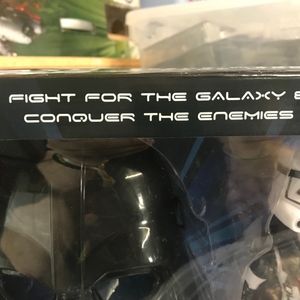 FIGHT FOR THE GALAXY &
CONQUER THE ENEMIES